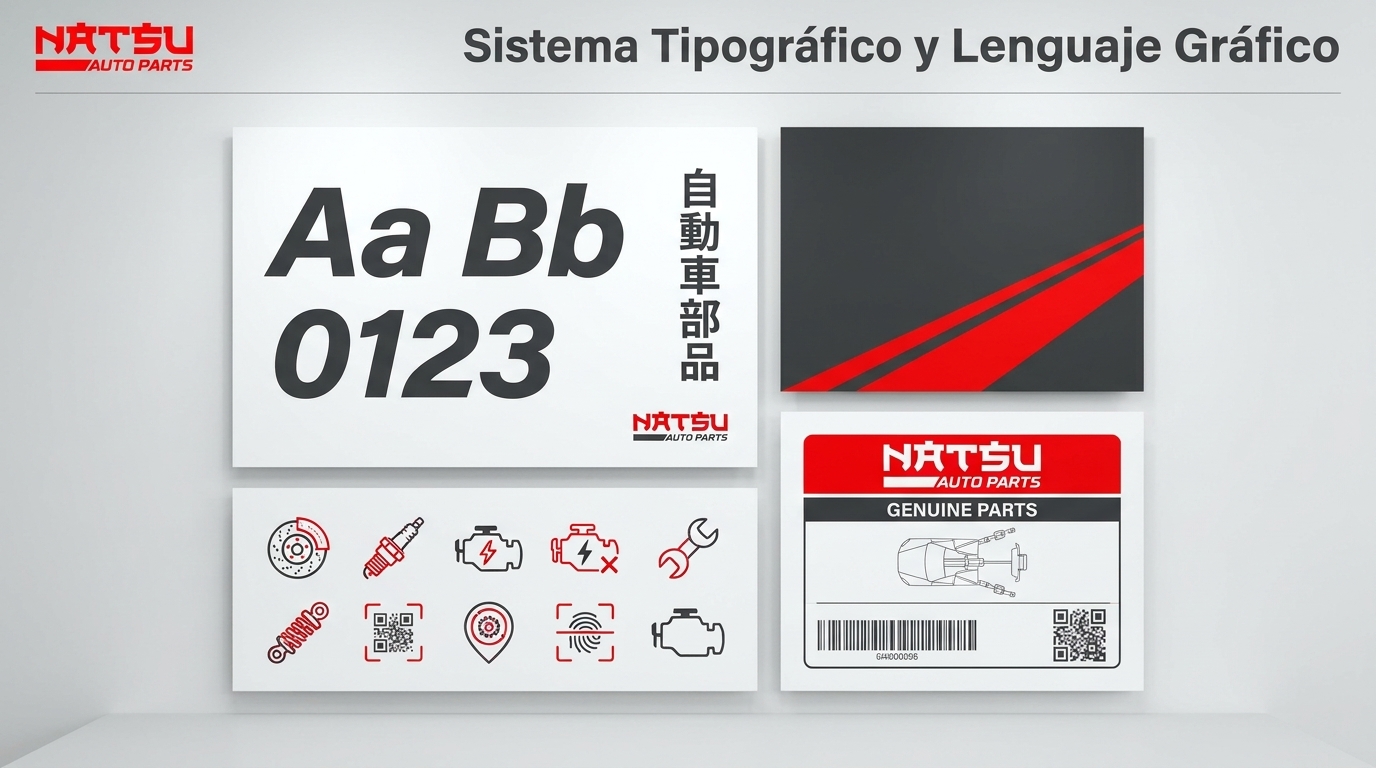 NATSU
AUTO PARTS
Sistema Tipográfico y Lenguaje Gráfico
Aa Bb
0123
自動車部品
NATSU
AUTO PARTS
NATSU
AUTO PARTS
GENUINE PARTS